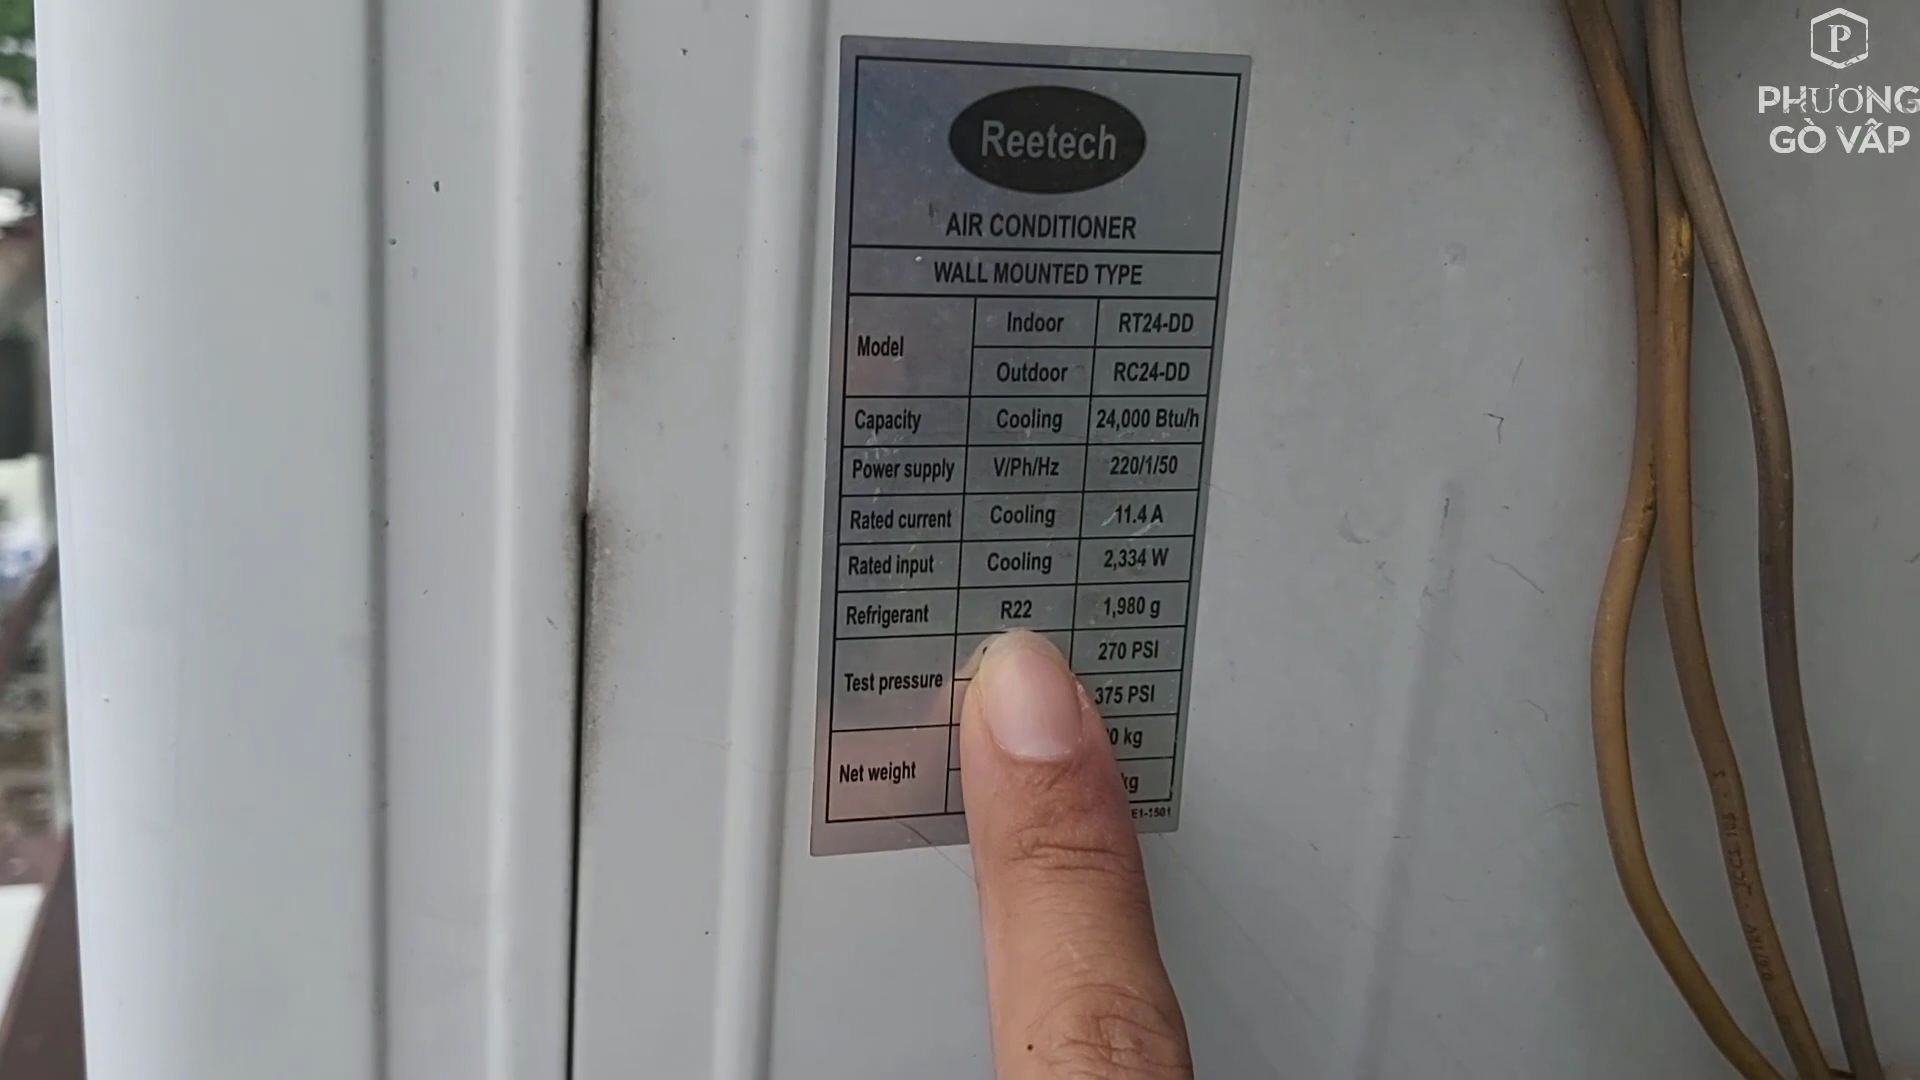 P
PHƯƠNG
GÒ VẤP
Reetech
AIR CONDITIONER
WALL MOUNTED TYPE
Model
Indoor
RT24-DD
Outdoor
RC24-DD
Capacity
Cooling
24,000 Btu/h
Power supply
V/Ph/Hz
220/1/50
Rated current
Cooling
11.4 A
Rated input
Cooling
2,334 W
Refrigerant
R22
1,980 g
Test pressure
270 PSI
375 PSI
Net weight
kg
kg